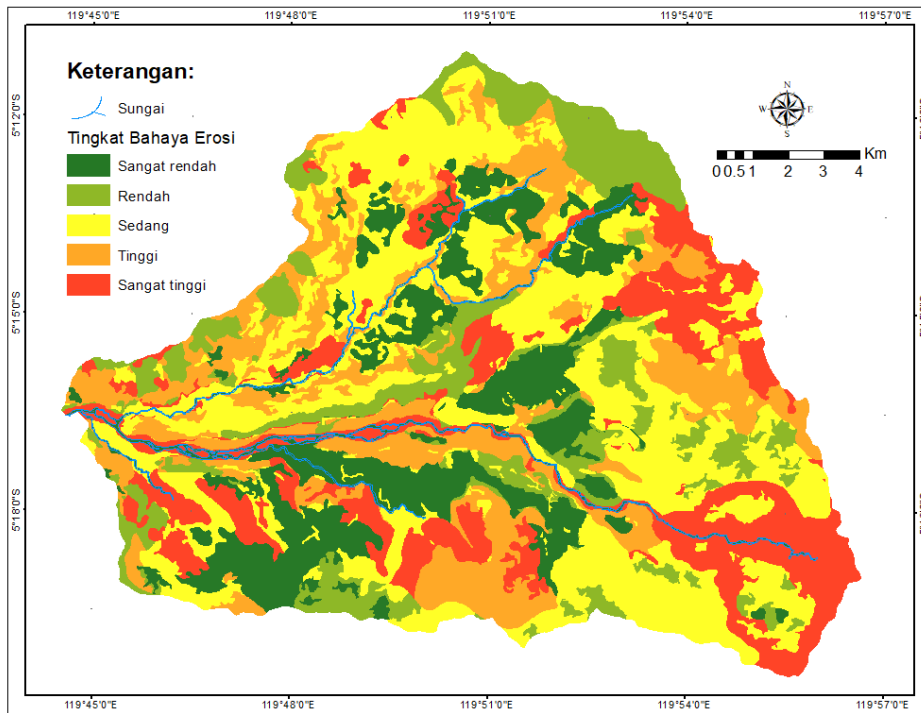 119°45'0"E 119°48'0"E 119°51'0"E 119°54'0"E 119°57'0"E
Keterangan:
Sungai
Tingkat Bahaya Erosi
Sangat rendah
Rendah
Sedang
Tinggi
Sangat tinggi
N
W E
S
Km
0 0.5 1 2 3 4
5°12'0"S
5°15'0"S
5°18'0"S
119°45'0"E 119°48'0"E 119°51'0"E 119°54'0"E 119°57'0"E